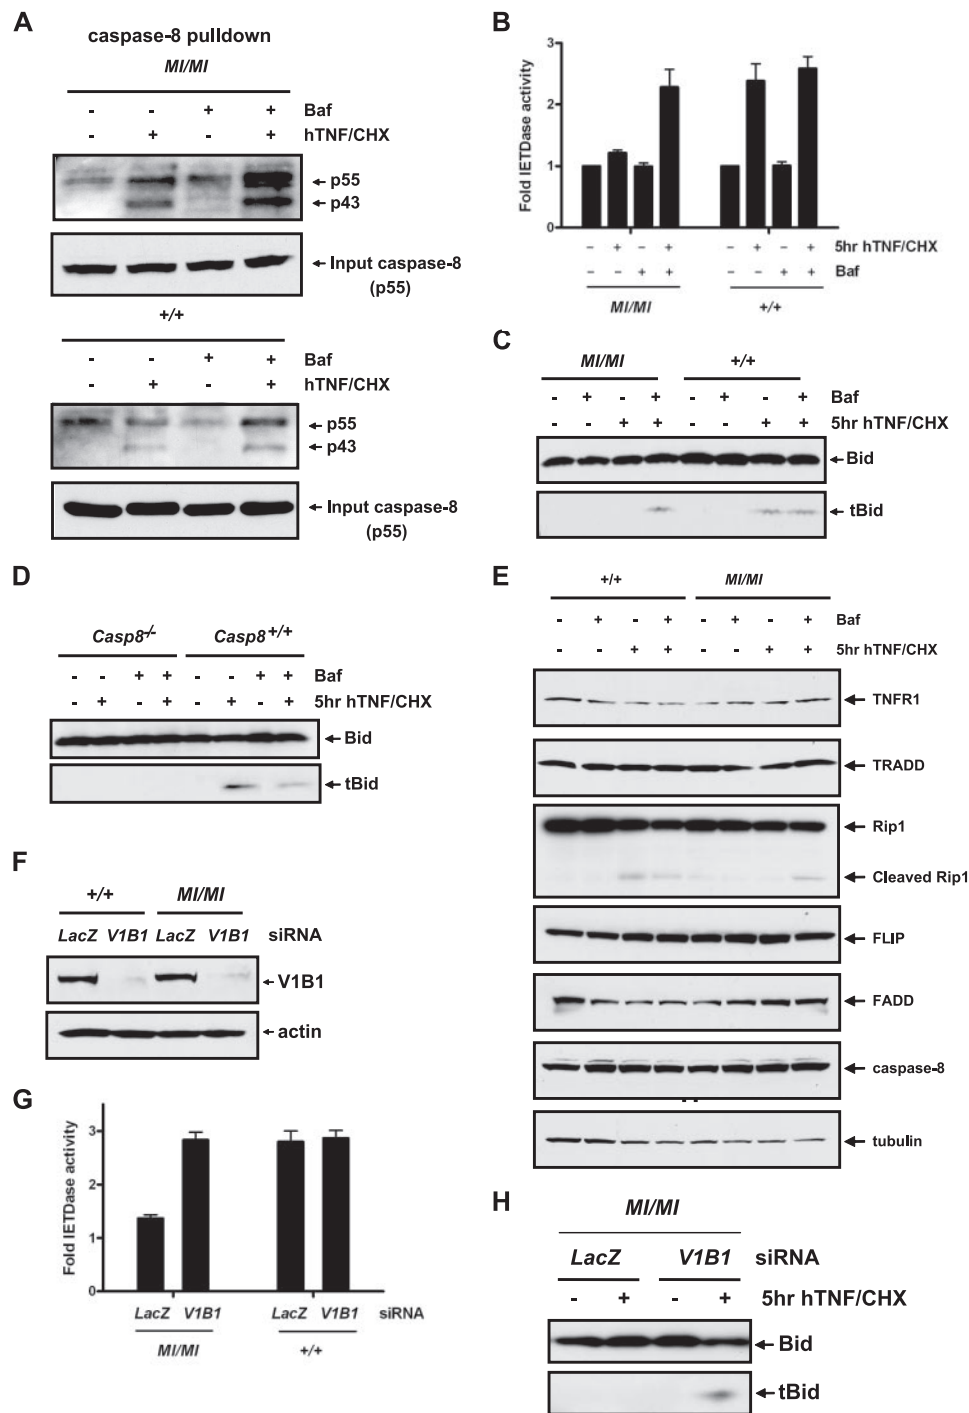 A
caspase-8 pulldown
MI/MI
- - + + Baf
- + - + hTNF/CHX
p55
p43
Input caspase-8
(p55)
+/+
- - + + Baf
- + - + hTNF/CHX
p55
p43
Input caspase-8
(p55)
B
Fold IETDase activity
3
2
1
0
- + - + - + - + 5hr hTNF/CHX
- - + + - - + + Baf
MI/MI +/+
C
MI/MI +/+
- + - + - + - + Baf
- - + + - - + + 5hr hTNF/CHX
Bid
tBid
D
Casp8-/- Casp8+/+
- - + + - - + + Baf
- + - + - + - + 5hr hTNF/CHX
Bid
tBid
E
+/+ MI/MI
- + - + - + - + Baf
- - + + - - + + 5hr hTNF/CHX
TNFR1
TRADD
Rip1
Cleaved Rip1
FLIP
FADD
caspase-8
tubulin
F
+/+ MI/MI
LacZ V1B1 LacZ V1B1 siRNA
V1B1
actin
G
Fold IETDase activity
3
2
1
0
LacZ V1B1 LacZ V1B1 siRNA
MI/MI +/+
H
MI/MI
LacZ V1B1 siRNA
- + - + 5hr hTNF/CHX
Bid
tBid